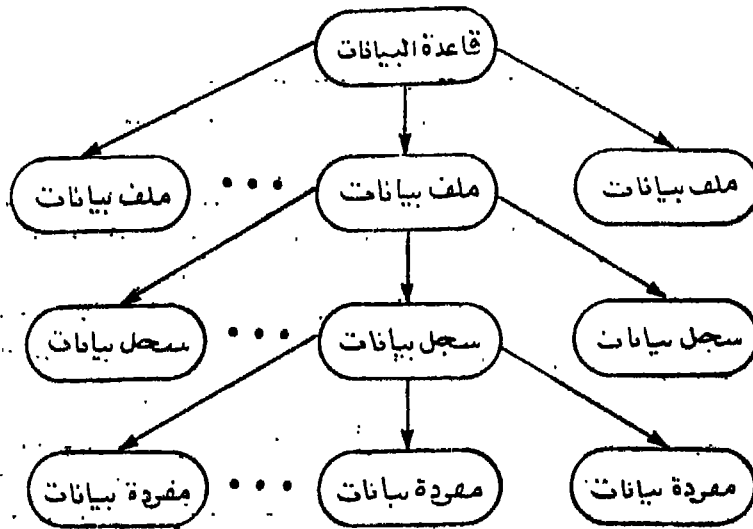 قاعدة البيانات
ملف بيانات ملف بيانات ••• ملف بيانات
سجل بيانات سجل بيانات ••• سجل بيانات
مفردة بيانات مفردة بيانات ••• مفردة بيانات